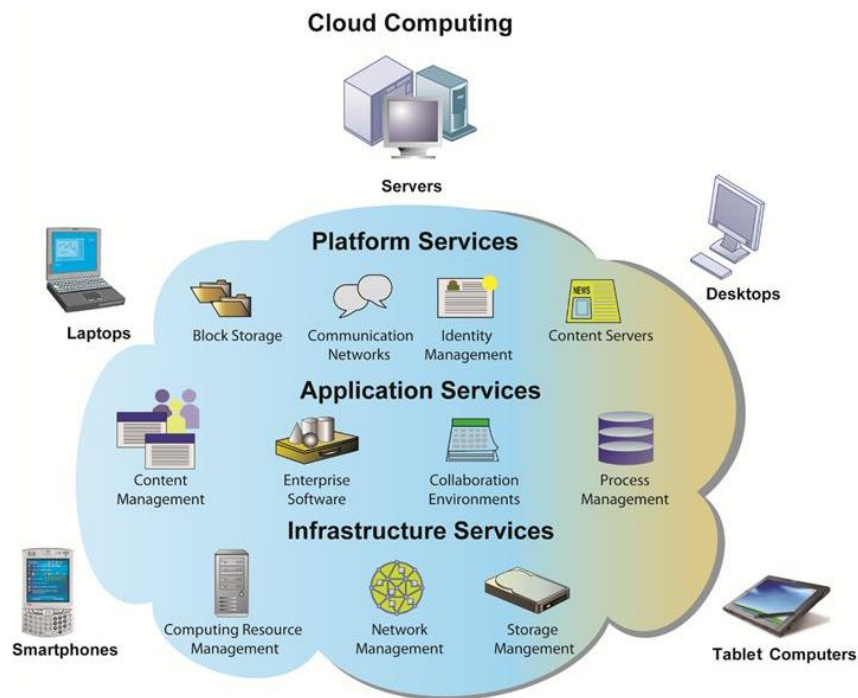 Cloud Computing
Servers
Platform Services
Desktops
Laptops
Block Storage
Communication
Networks
Identity
Management
NEWS
Content Servers
Application Services
Content
Management
Enterprise
Software
Collaboration
Environments
Process
Management
Infrastructure Services
Smartphones
Computing Resource
Management
Network
Management
Storage
Mangement
Tablet Computers